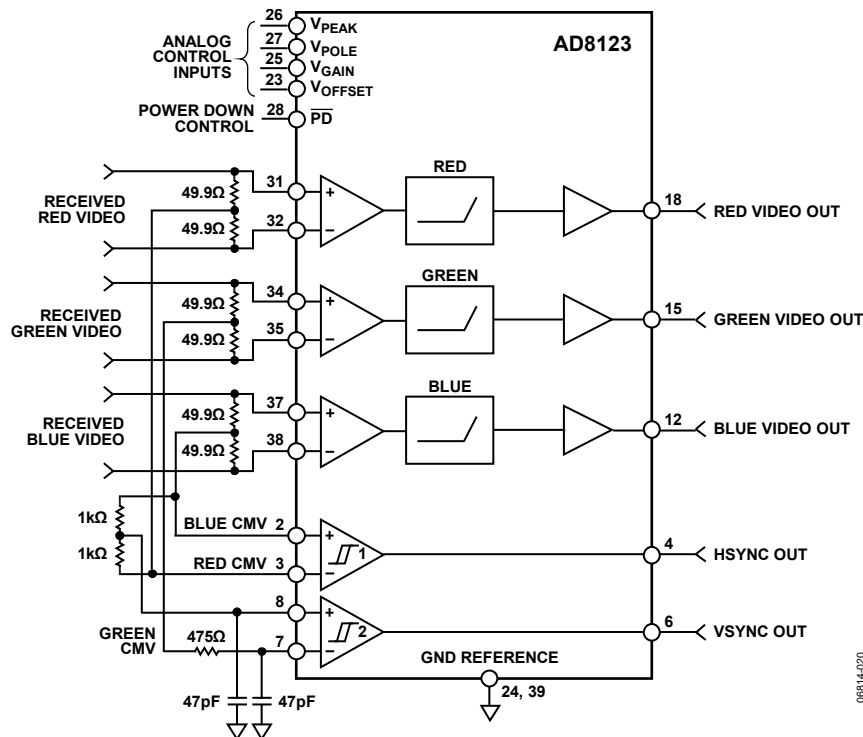 26
V PEAK
ANALOG
CONTROL
INPUTS
27
V POLE
25
V GAIN
23
V OFFSET
AD8123
POWER DOWN
CONTROL
28
PD
RECEIVED
RED VIDEO
49.9Ω
49.9Ω
31
32
+
−
RED
18
RED VIDEO OUT
RECEIVED
GREEN VIDEO
49.9Ω
49.9Ω
34
35
+
−
GREEN
15
GREEN VIDEO OUT
RECEIVED
BLUE VIDEO
49.9Ω
49.9Ω
37
38
+
−
BLUE
12
BLUE VIDEO OUT
1kΩ
1kΩ
BLUE CMV 2
RED CMV 3
+
−
1
4
HSYNC OUT
GREEN
CMV
475Ω
8
7
+
−
2
6
VSYNC OUT
47pF
47pF
GND REFERENCE
24, 39
06814-020